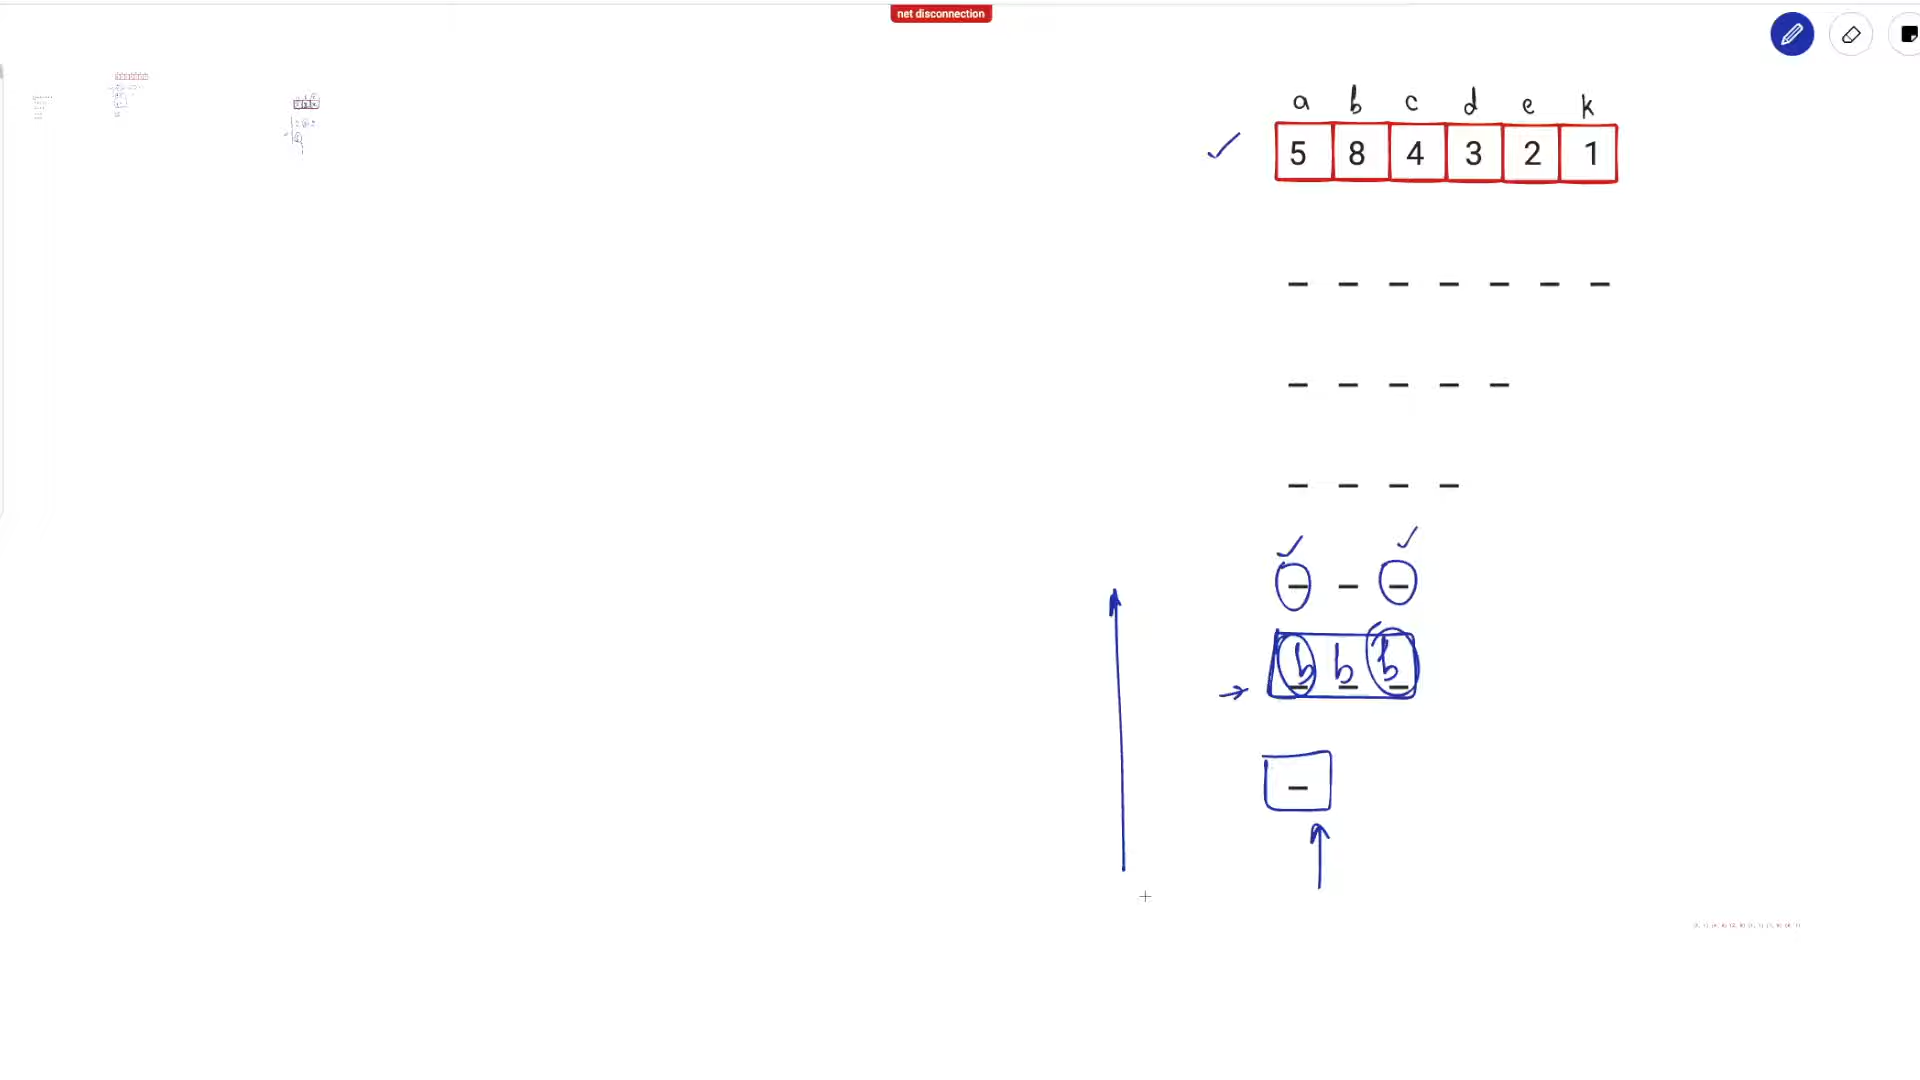 net disconnection
a b c d e k
5 8 4 3 2 1
_ _ _ _ _ _ _
_ _ _ _ _
_ _ _ _
_ _ _
b b b
_